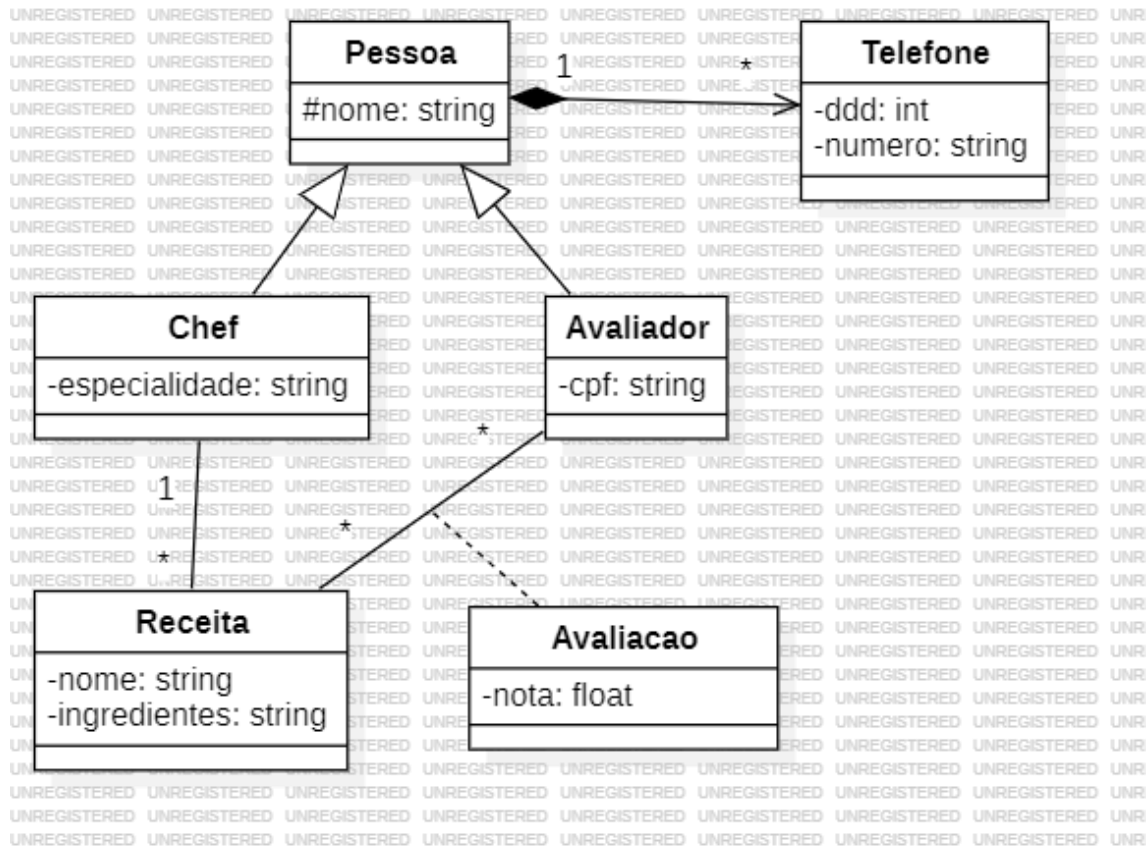 Pessoa
#nome: string
1
*
Telefone
-ddd: int
-numero: string
Chef
-especialidade: string
Avaliador
-cpf: string
1
*
*
*
Receita
-nome: string
-ingredientes: string
Avaliacao
-nota: float
UNREGISTERED